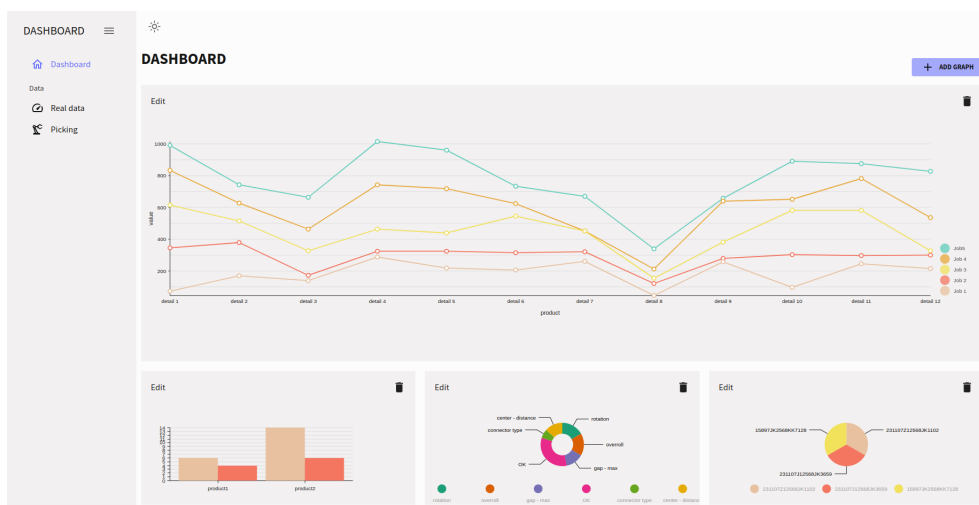 DASHBOARD
DASHBOARD
Dashboard
ADD GRAPH
Data
Real data
Picking
Edit
1000
800
600
400
200
value
detail 1 detail 2 detail 3 detail 4 detail 5 detail 6 detail 7 detail 8 detail 9 detail 10 detail 11 detail 12
product
Job5
Job 4
Job 3
Job 2
Job 1
Edit
product1 product2
Edit
center - distance
rotation
connector type
overroll
OK
gap - max
rotation overroll gap - max OK connector type center - distance
Edit